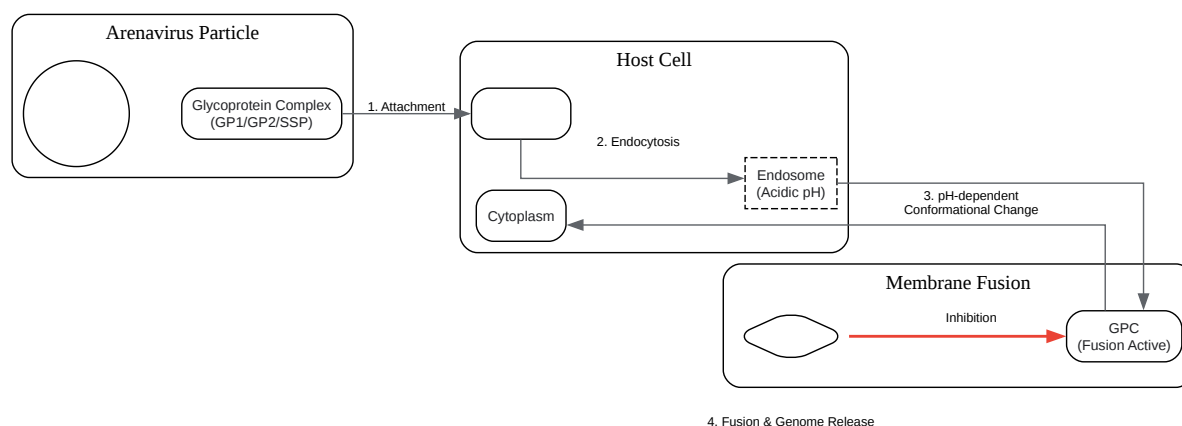 Arenavirus Particle
Glycoprotein Complex
(GP1/GP2/SSP)
1. Attachment
Host Cell
2. Endocytosis
Endosome
(Acidic pH)
Cytoplasm
3. pH-dependent
Conformational Change
Membrane Fusion
Inhibition
GPC
(Fusion Active)
4. Fusion & Genome Release